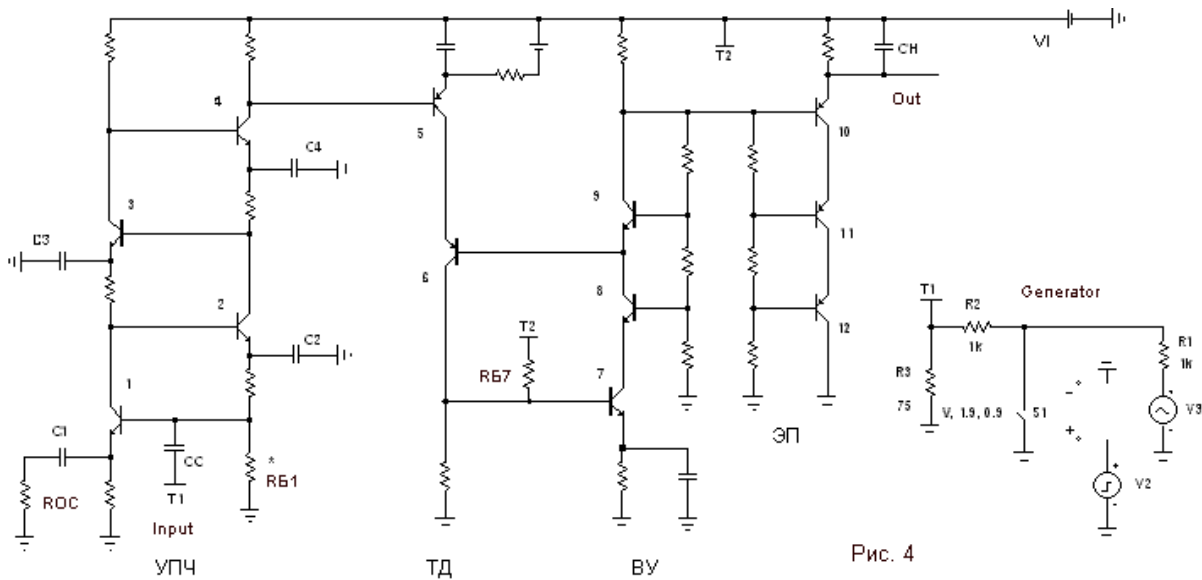 VI
T2
CH
Out
4
5
10
C4
3
9
C3
11
6
8
2
T2
12
T1
Generator
R2
C2
RБ7
1k
R1
1k
1
7
R3
75
V, 1.9, 0.9
S1
V3
C1
CC
*
RБ1
ЭП
ROC
T1
Input
V2
УПЧ
ТД
ВУ
Рис. 4